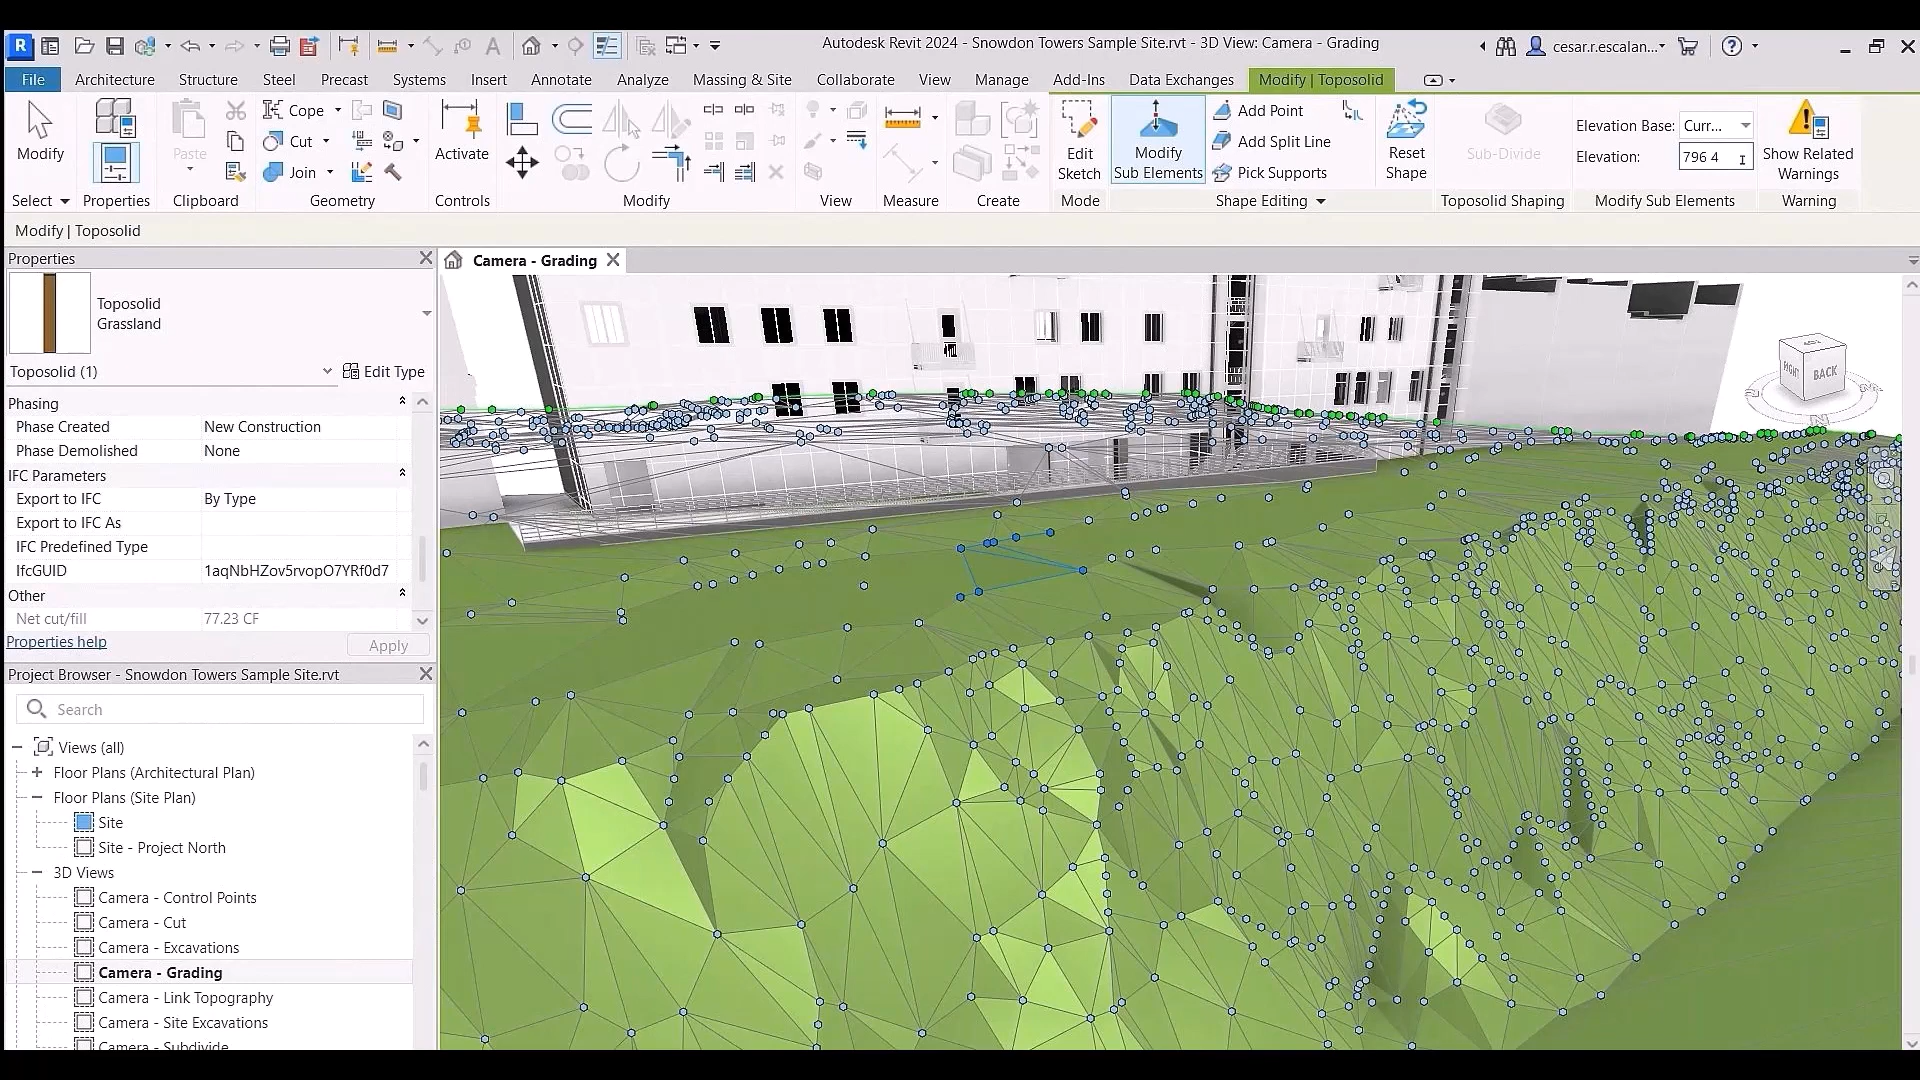 R
A
Autodesk Revit 2024 - Snowdon Towers Sample Site.rvt - 3D View: Camera - Grading
cesar.r.escalan...
File Architecture Structure Steel Precast Systems Insert Annotate Analyze Massing & Site Collaborate View Manage Add-Ins Data Exchanges Modify | Toposolid
Modify
Paste
Cope
Cut
Join
Activate
Edit
Sketch
Modify
Sub Elements
Add Point
Add Split Line
Pick Supports
Reset
Shape
Sub-Divide
Elevation Base: Curr...
Elevation: 796 4
Show Related
Warnings
Select Properties Clipboard Geometry Controls Modify View Measure Create Mode Shape Editing Toposolid Shaping Modify Sub Elements Warning
Modify | Toposolid
Properties
Toposolid
Grassland
Toposolid (1) Edit Type
Phasing
Phase Created New Construction
Phase Demolished None
IFC Parameters
Export to IFC By Type
Export to IFC As
IFC Predefined Type
IfcGUID 1aqNbHZov5rvopO7YRf0d7
Other
Net cut/fill 77.23 CF
Properties help Apply
Project Browser - Snowdon Towers Sample Site.rvt
Search
Views (all)
Floor Plans (Architectural Plan)
Floor Plans (Site Plan)
Site
Site - Project North
3D Views
Camera - Control Points
Camera - Cut
Camera - Excavations
Camera - Grading
Camera - Link Topography
Camera - Site Excavations
Camera - Subdivide
Camera - Grading
RIGHT BACK